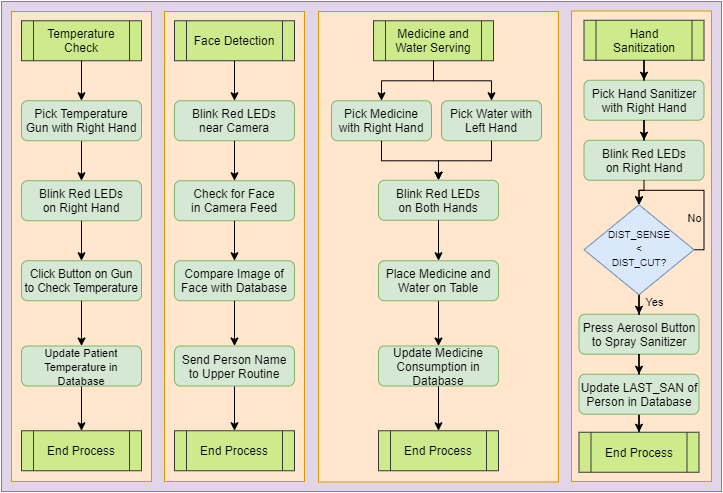 Temperature
Check
Pick Temperature
Gun with Right Hand
Blink Red LEDs
on Right Hand
Click Button on Gun
to Check Temperature
Update Patient
Temperature in
Database
End Process
Face Detection
Blink Red LEDs
near Camera
Check for Face
in Camera Feed
Compare Image of
Face with Database
Send Person Name
to Upper Routine
End Process
Medicine and
Water Serving
Pick Medicine
with Right Hand
Pick Water with
Left Hand
Blink Red LEDs
on Both Hands
Place Medicine and
Water on Table
Update Medicine
Consumption in
Database
End Process
Hand
Sanitization
Pick Hand Sanitizer
with Right Hand
Blink Red LEDs
on Right Hand
No
DIST_SENSE
<
DIST_CUT?
Yes
Press Aerosol Button
to Spray Sanitizer
Update LAST_SAN of
Person in Database
End Process